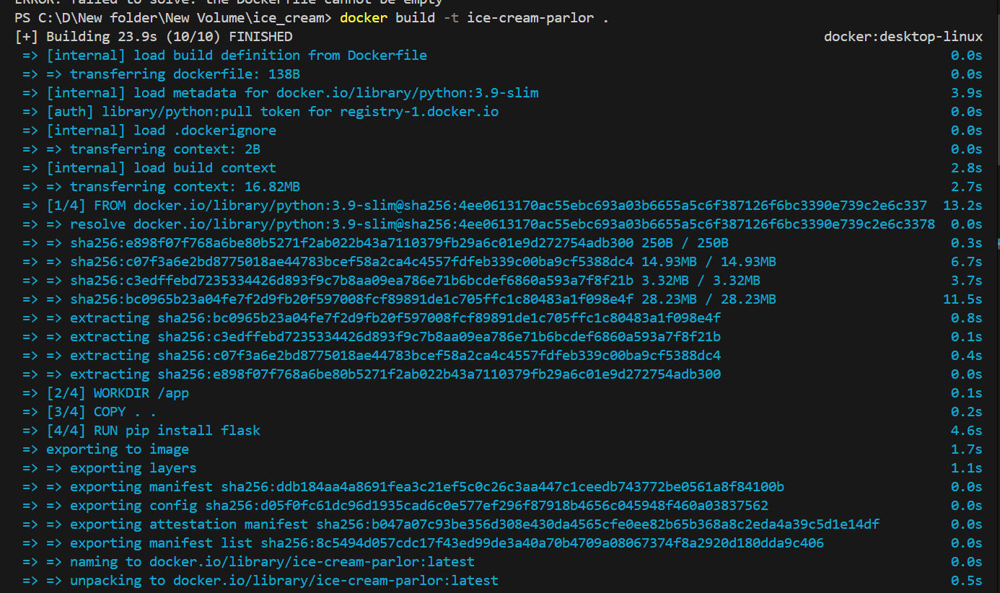 ERROR: failed to solve: the Dockerfile cannot be empty
PS C:\D\New folder\New Volume\ice_cream> docker build -t ice-cream-parlor .
[+] Building 23.9s (10/10) FINISHED docker:desktop-linux
=> [internal] load build definition from Dockerfile 0.0s
=> => transferring dockerfile: 138B 0.0s
=> [internal] load metadata for docker.io/library/python:3.9-slim 3.9s
=> [auth] library/python:pull token for registry-1.docker.io 0.0s
=> [internal] load .dockerignore 0.0s
=> => transferring context: 2B 0.0s
=> [internal] load build context 2.8s
=> => transferring context: 16.82MB 2.7s
=> [1/4] FROM docker.io/library/python:3.9-slim@sha256:4ee0613170ac55ebc693a03b6655a5c6f387126f6bc3390e739c2e6c337 13.2s
=> => resolve docker.io/library/python:3.9-slim@sha256:4ee0613170ac55ebc693a03b6655a5c6f387126f6bc3390e739c2e6c3378 0.0s
=> => sha256:e898f07f768a6be80b5271f2ab022b43a7110379fb29a6c01e9d272754adb300 250B / 250B 0.3s
=> => sha256:c07f3a6e2bd8775018ae44783bcef58a2ca4c4557fdfeb339c00ba9cf5388dc4 14.93MB / 14.93MB 6.7s
=> => sha256:c3edffebd7235334426d893f9c7b8aa09ea786e71b6bcdef6860a593a7f8f21b 3.32MB / 3.32MB 3.7s
=> => sha256:bc0965b23a04fe7f2d9fb20f597008fcf89891de1c705ffc1c80483a1f098e4f 28.23MB / 28.23MB 11.5s
=> => extracting sha256:bc0965b23a04fe7f2d9fb20f597008fcf89891de1c705ffc1c80483a1f098e4f 0.8s
=> => extracting sha256:c3edffebd7235334426d893f9c7b8aa09ea786e71b6bcdef6860a593a7f8f21b 0.1s
=> => extracting sha256:c07f3a6e2bd8775018ae44783bcef58a2ca4c4557fdfeb339c00ba9cf5388dc4 0.4s
=> => extracting sha256:e898f07f768a6be80b5271f2ab022b43a7110379fb29a6c01e9d272754adb300 0.0s
=> [2/4] WORKDIR /app 0.1s
=> [3/4] COPY . . 0.2s
=> [4/4] RUN pip install flask 4.6s
=> exporting to image 1.7s
=> => exporting layers 1.1s
=> => exporting manifest sha256:ddb184aa4a8691fea3c21ef5c0c26c3aa447c1ceedb743772be0561a8f84100b 0.0s
=> => exporting config sha256:d05f0fc61dc96d1935cad6c0e577ef296f87918b4656c045948f460a03837562 0.0s
=> => exporting attestation manifest sha256:b047a07c93be356d308e430da4565cfe0ee82b65b368a8c2eda4a39c5d1e14df 0.0s
=> => exporting manifest list sha256:8c5494d057cdc17f43ed99de3a40a70b4709a08067374f8a2920d180dda9c406 0.0s
=> => naming to docker.io/library/ice-cream-parlor:latest 0.0s
=> => unpacking to docker.io/library/ice-cream-parlor:latest 0.5s